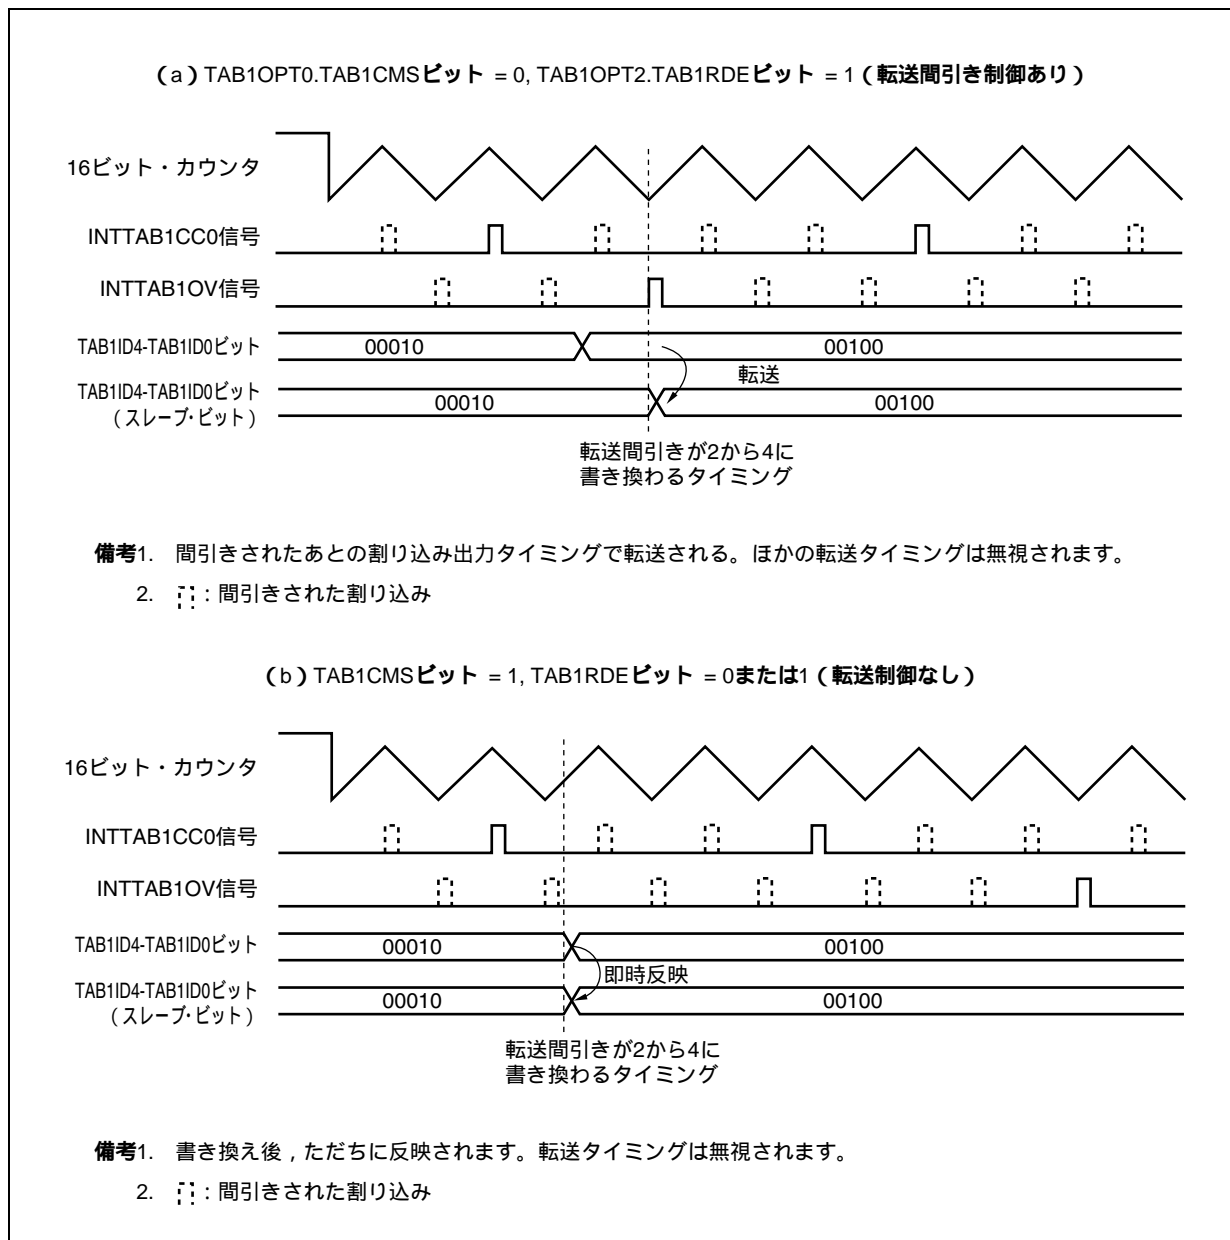 (a) TAB1OPT0.TAB1CMSビット = 0, TAB1OPT2.TAB1RDEビット = 1(転送間引き制御あり)
16ビット・カウンタ
INTTAB1CC0信号
INTTAB1OV信号
TAB1ID4-TAB1ID0ビット
00010
00100
転送
TAB1ID4-TAB1ID0ビット
(スレーブ・ビット)
00010
00100
転送間引きが2から4に
書き換わるタイミング
備考1. 間引きされたあとの割り込み出力タイミングで転送される。ほかの転送タイミングは無視されます。
2. :間引きされた割り込み
(b) TAB1CMSビット = 1, TAB1RDEビット = 0または1(転送制御なし)
16ビット・カウンタ
INTTAB1CC0信号
INTTAB1OV信号
TAB1ID4-TAB1ID0ビット
00010
00100
即時反映
TAB1ID4-TAB1ID0ビット
(スレーブ・ビット)
00010
00100
転送間引きが2から4に
書き換わるタイミング
備考1. 書き換え後,ただちに反映されます。転送タイミングは無視されます。
2. :間引きされた割り込み